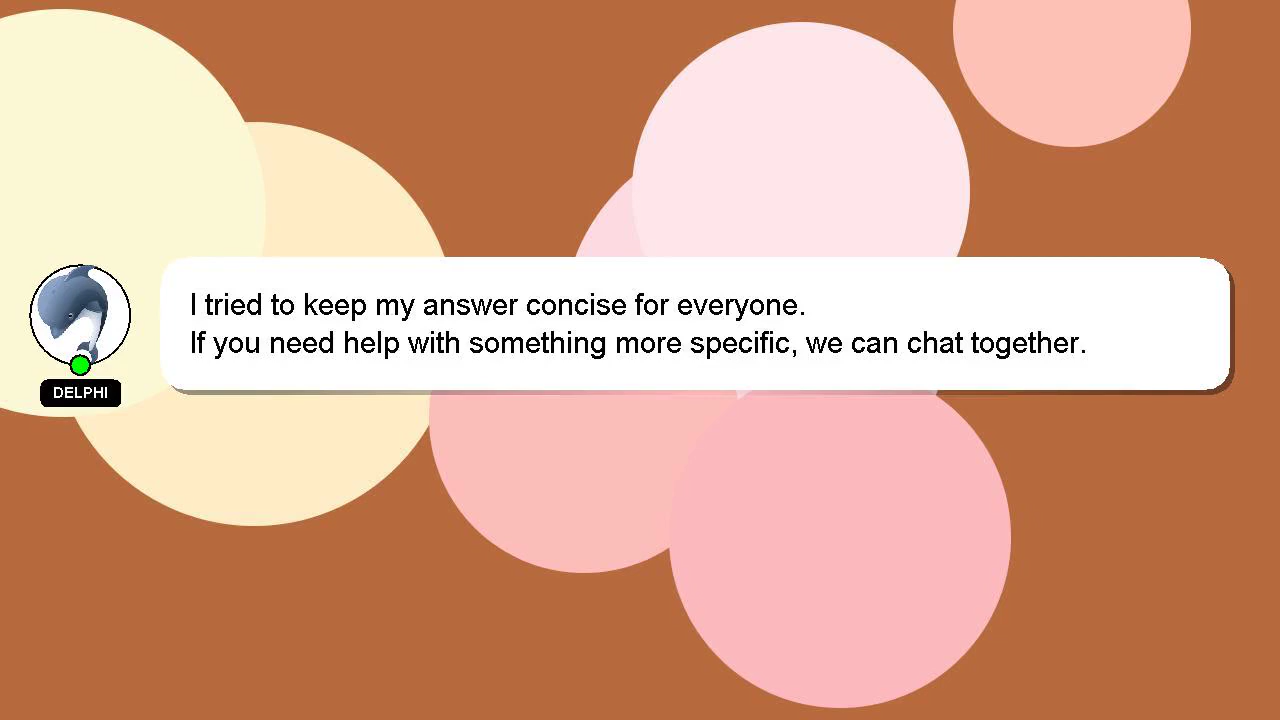 I tried to keep my answer concise for everyone.
If you need help with something more specific, we can chat together.
DELPHI